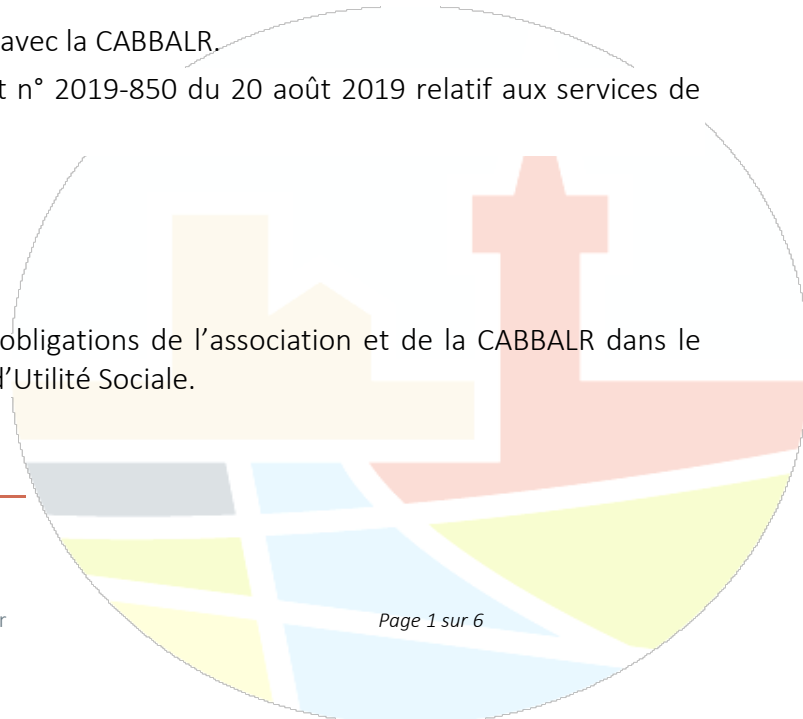 avec la CABBALR.
t n° 2019-850 du 20 août 2019 relatif aux services de
obligations de l’association et de la CABBALR dans le
d’Utilité Sociale.
r
Page 1 sur 6